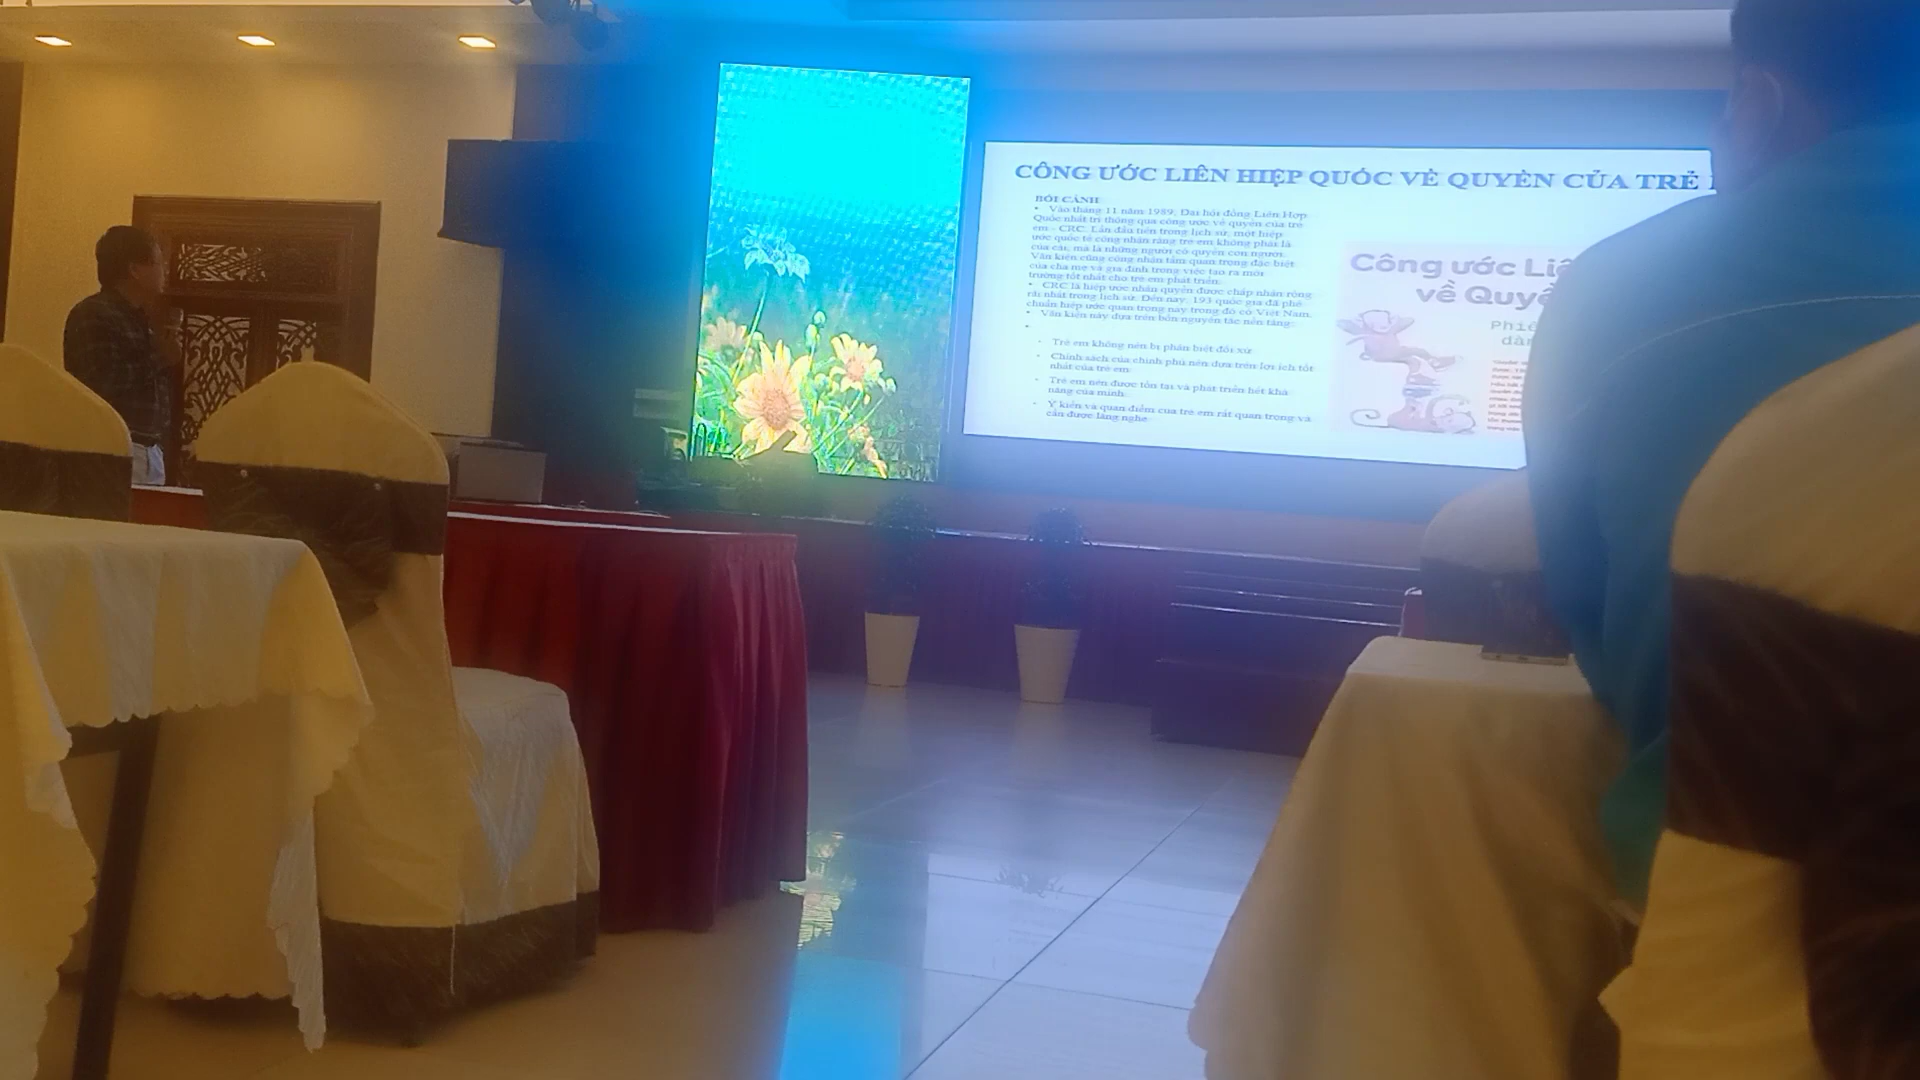 CÔNG ƯỚC LIÊN HIỆP QUỐC VỀ QUYỀN CỦA TRẺ
BỐI CẢNH
• Vào tháng 11 năm 1989, Đại hội đồng Liên Hợp
Quốc nhất trí thông qua công ước về quyền của trẻ
em - CRC. Lần đầu tiên trong lịch sử, một hiệp
ước quốc tế công nhận rằng trẻ em không phải là
của cải, mà là những người có quyền con người.
Văn kiện cũng công nhận tầm quan trọng đặc biệt
của cha mẹ và gia đình trong việc tạo ra môi
trường tốt nhất cho trẻ em phát triển.
• CRC là hiệp ước nhân quyền được chấp nhận rộng
rãi nhất trong lịch sử. Đến nay, 193 quốc gia đã phê
chuẩn hiệp ước quan trọng này trong đó có Việt Nam.
• Văn kiện này dựa trên bốn nguyên tắc nền tảng:
•
- Trẻ em không nên bị phân biệt đối xử
- Chính sách của chính phủ nên dựa trên lợi ích tốt
nhất của trẻ em
- Trẻ em nên được tồn tại và phát triển hết khả
năng của mình
- Ý kiến và quan điểm của trẻ em rất quan trọng và
cần được lắng nghe
Công ước
về